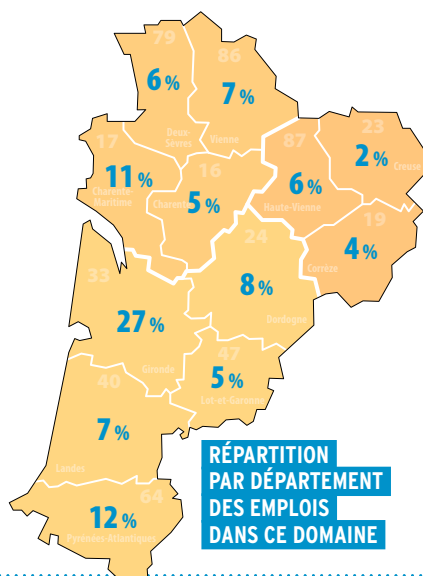 79
6 %
Deux-
Sèvres
86
7 %
Vienne
17
11 %
Charente-
Maritime
16
5 %
Charente
87
6 %
Haute-Vienne
23
2 %
Creuse
19
4 %
Corrèze
24
8 %
Dordogne
33
27 %
Gironde
47
5 %
Lot-et-Garonne
40
7 %
Landes
64
12 %
Pyrénées-Atlantiques
RÉPARTITION
PAR DÉPARTEMENT
DES EMPLOIS
DANS CE DOMAINE